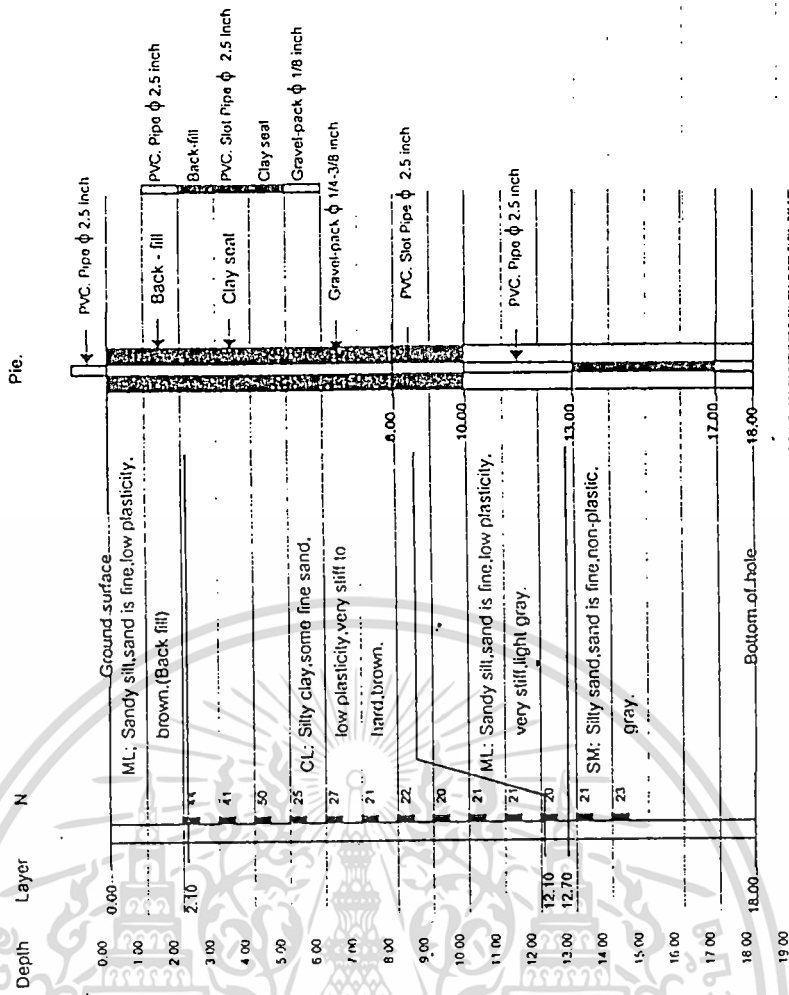 Depth Layer N Pie.
PVC. Pipe ϕ 2.5 inch
Ground surface
0.00 0.00
ML: Sandy silt,sand is fine,low plasticity.
brown.(Back fill)
1.00
2.00
2.10
Back - fill
Clay seal
Gravel-pack ϕ 1/4-3/8 inch
PVC. Slot Pipe ϕ 2.5 inch
PVC. Pipe ϕ 2.5 inch
PVC. Pipe ϕ 2.5 inch
Back-fill
PVC. Slot Pipe ϕ 2.5 inch
Clay seal
Gravel-pack ϕ 1/8 inch
44
3.00
41
4.00
50
5.00
25
CL: Silty clay,some fine sand,
low plasticity,very stiff to
hard,brown.
6.00
27
7.00
21
8.00
22
8.00
9.00
20
10.00
21
10.00
11.00
21
ML: Sandy silt,sand is fine,low plasticity.
very stiff,light gray.
12.00
12.10
20
12.70
13.00
21
13.00
SM: Silty sand,sand is fine,non-plastic.
gray.
14.00
23
15.00
16.00
17.00
17.00
18.00
18.00
Bottom of hole
18.00
19.00